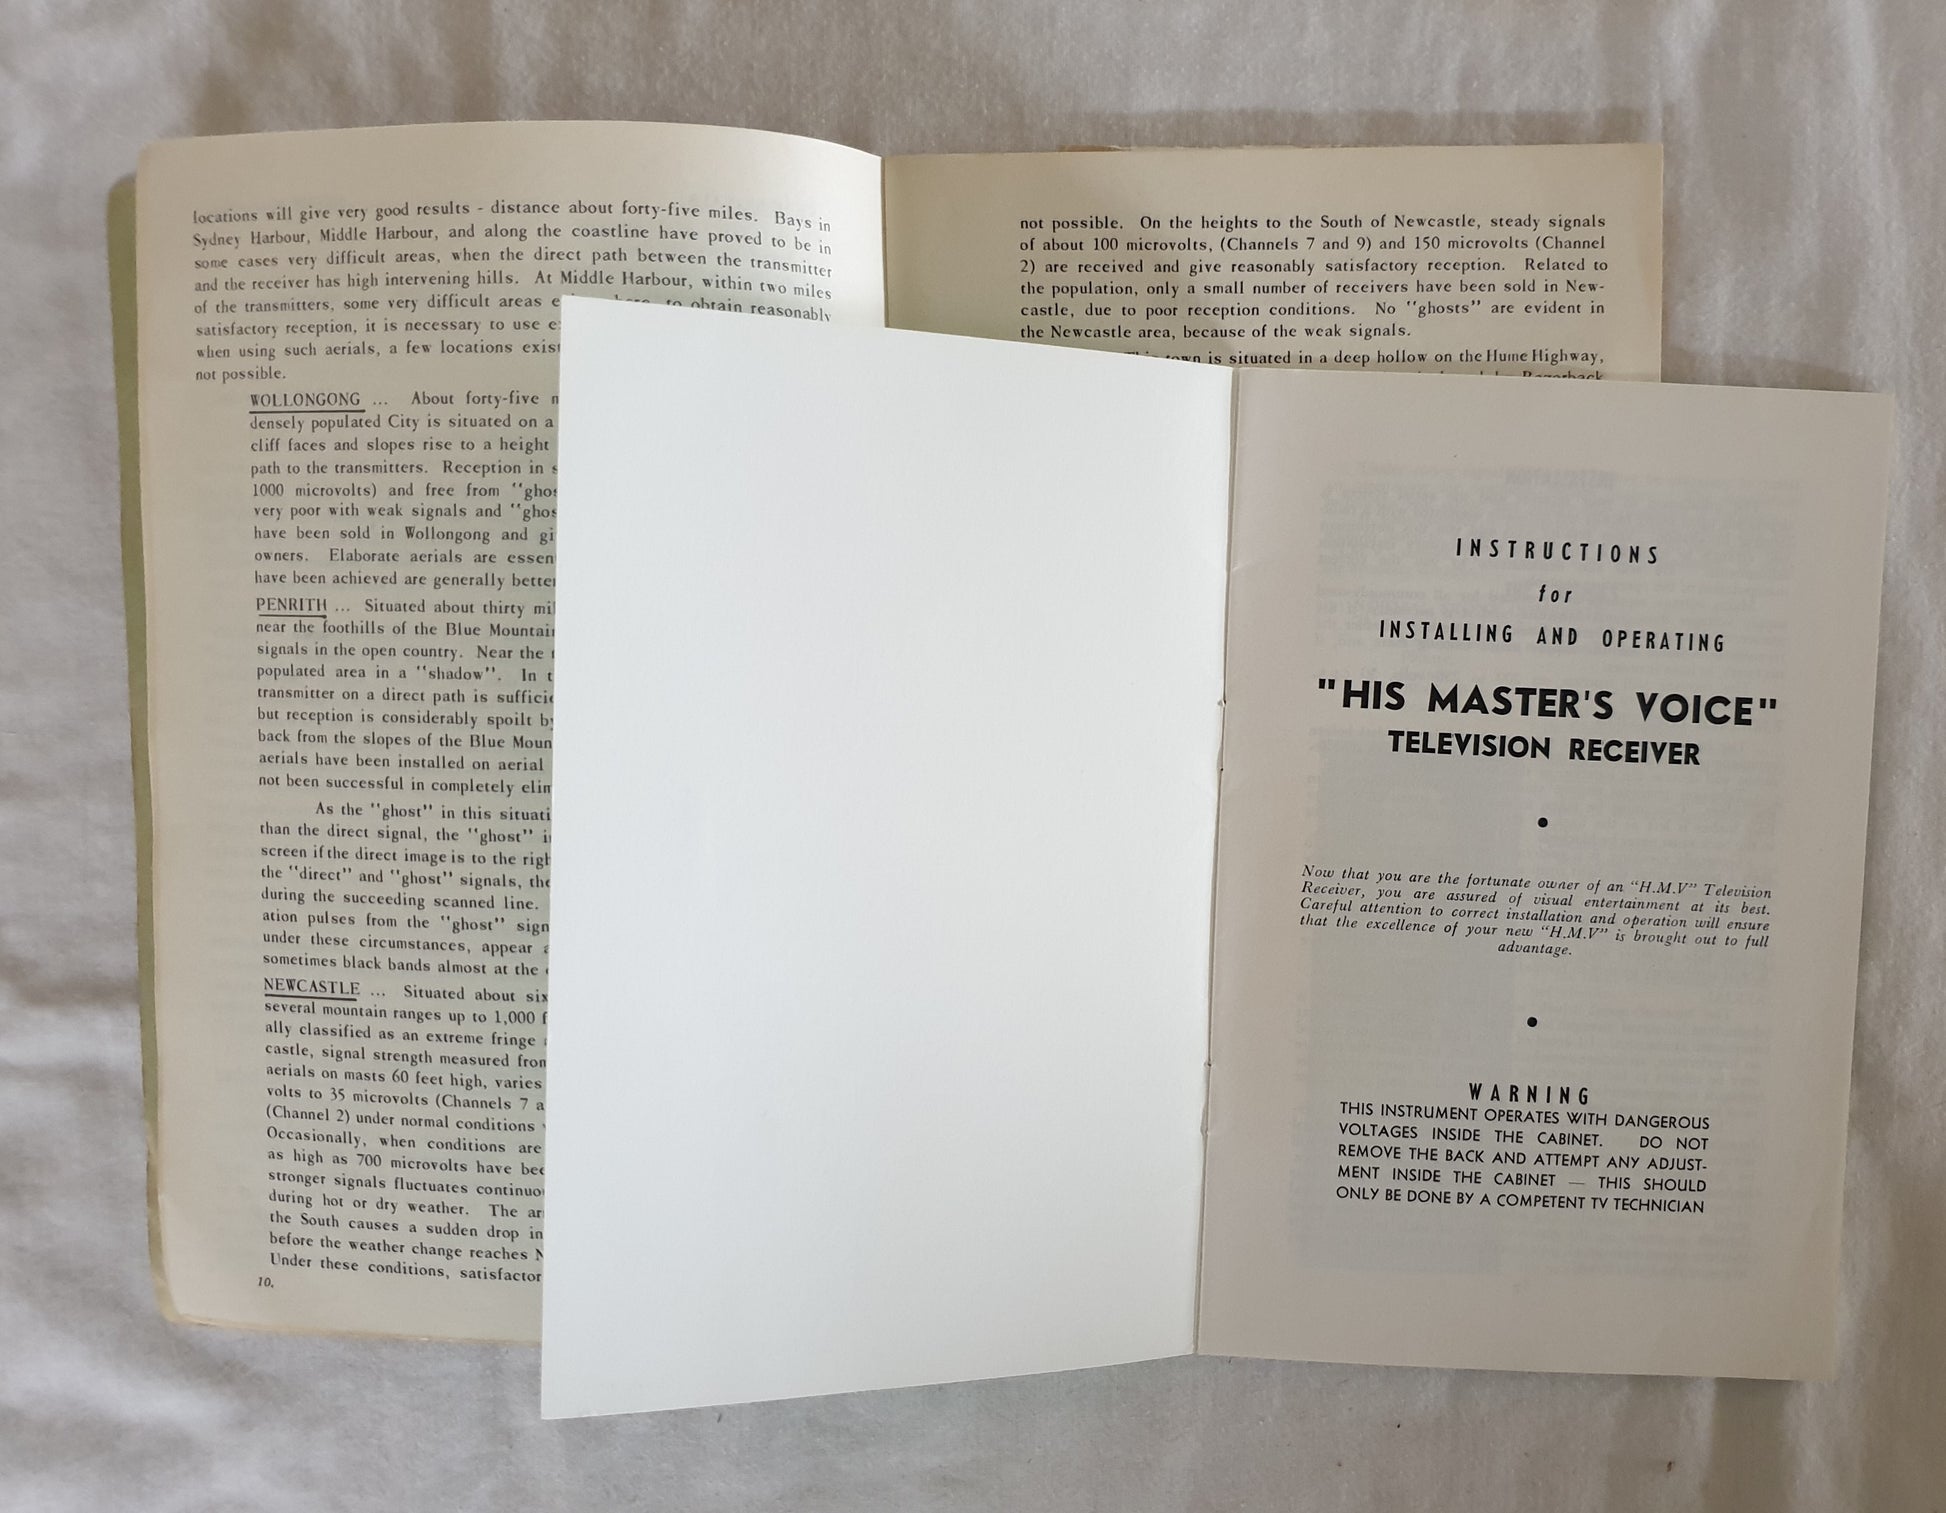 locations will give very good results - distance about forty-five miles. Bays in
Sydney Harbour, Middle Harbour, and along the coastline have proved to be in
some cases very difficult areas, when the direct path between the transmitter
and the receiver has high intervening hills. At Middle Harbour, within two miles
of the transmitters, some very difficult areas to obtain reasonably
satisfactory reception, it is necessary to use
when using such aerials, a few locations
not possible.
WOLLONGONG ... About forty-five
densely populated City is situated on a
cliff faces and slopes rise to a height
path to the transmitters. Reception in
1000 microvolts) and free from
very poor with weak signals and
have been sold in Wollongong and
owners. Elaborate aerials are
have been achieved are generally
PENRITH ... Situated about thirty
near the foothills of the Blue
signals in the open country. Near the
populated area in a "shadow". In
transmitter on a direct path is
but reception is considerably spoilt
back from the slopes of the Blue
aerials have been installed on aerial
not been successful in completely
As the "ghost" in this
than the direct signal, the "ghost"
screen if the direct image is to the
the "direct" and "ghost" signals,
during the succeeding scanned line.
ation pulses from the "ghost"
under these circumstances, appear
sometimes black bands almost at the
NEWCASTLE ... Situated about
several mountain ranges up to 1,000
ally classified as an extreme fringe
castle, signal strength measured
aerials on masts 60 feet high, varies
volts to 35 microvolts (Channels 7
(Channel 2) under normal conditions
Occasionally, when conditions are
as high as 700 microvolts have
stronger signals fluctuates
during hot or dry weather. The
the South causes a sudden drop in
before the weather change reaches
Under these conditions,
10.
not possible. On the heights to the South of Newcastle, steady signals
of about 100 microvolts, (Channels 7 and 9) and 150 microvolts (Channel
2) are received and give reasonably satisfactory reception. Related to
the population, only a small number of receivers have been sold in New-
castle, due to poor reception conditions. No "ghosts" are evident in
the Newcastle area, because of the weak signals.
town is situated in a deep hollow on the Hume Highway,
Razorback
INSTRUCTIONS
for
INSTALLING AND OPERATING
"HIS MASTER'S VOICE"
TELEVISION RECEIVER
Now that you are the fortunate owner of an "H.M.V" Television
Receiver, you are assured of visual entertainment at its best.
Careful attention to correct installation and operation will ensure
that the excellence of your new "H.M.V" is brought out to full
advantage.
WARNING
THIS INSTRUMENT OPERATES WITH DANGEROUS
VOLTAGES INSIDE THE CABINET. DO NOT
REMOVE THE BACK AND ATTEMPT ANY ADJUST-
MENT INSIDE THE CABINET — THIS SHOULD
ONLY BE DONE BY A COMPETENT TV TECHNICIAN